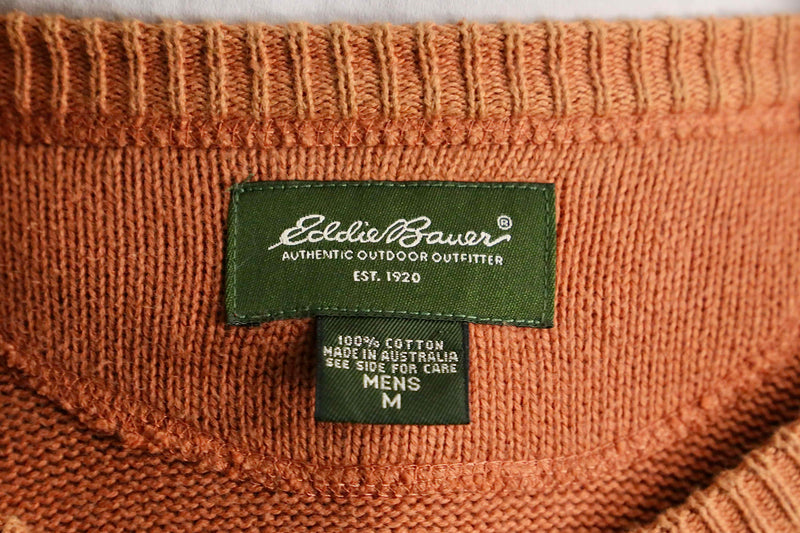 Eddie Bauer®
AUTHENTIC OUTDOOR OUTFITTER
EST. 1920
100% COTTON
MADE IN AUSTRALIA
SEE SIDE FOR CARE
MENS
M